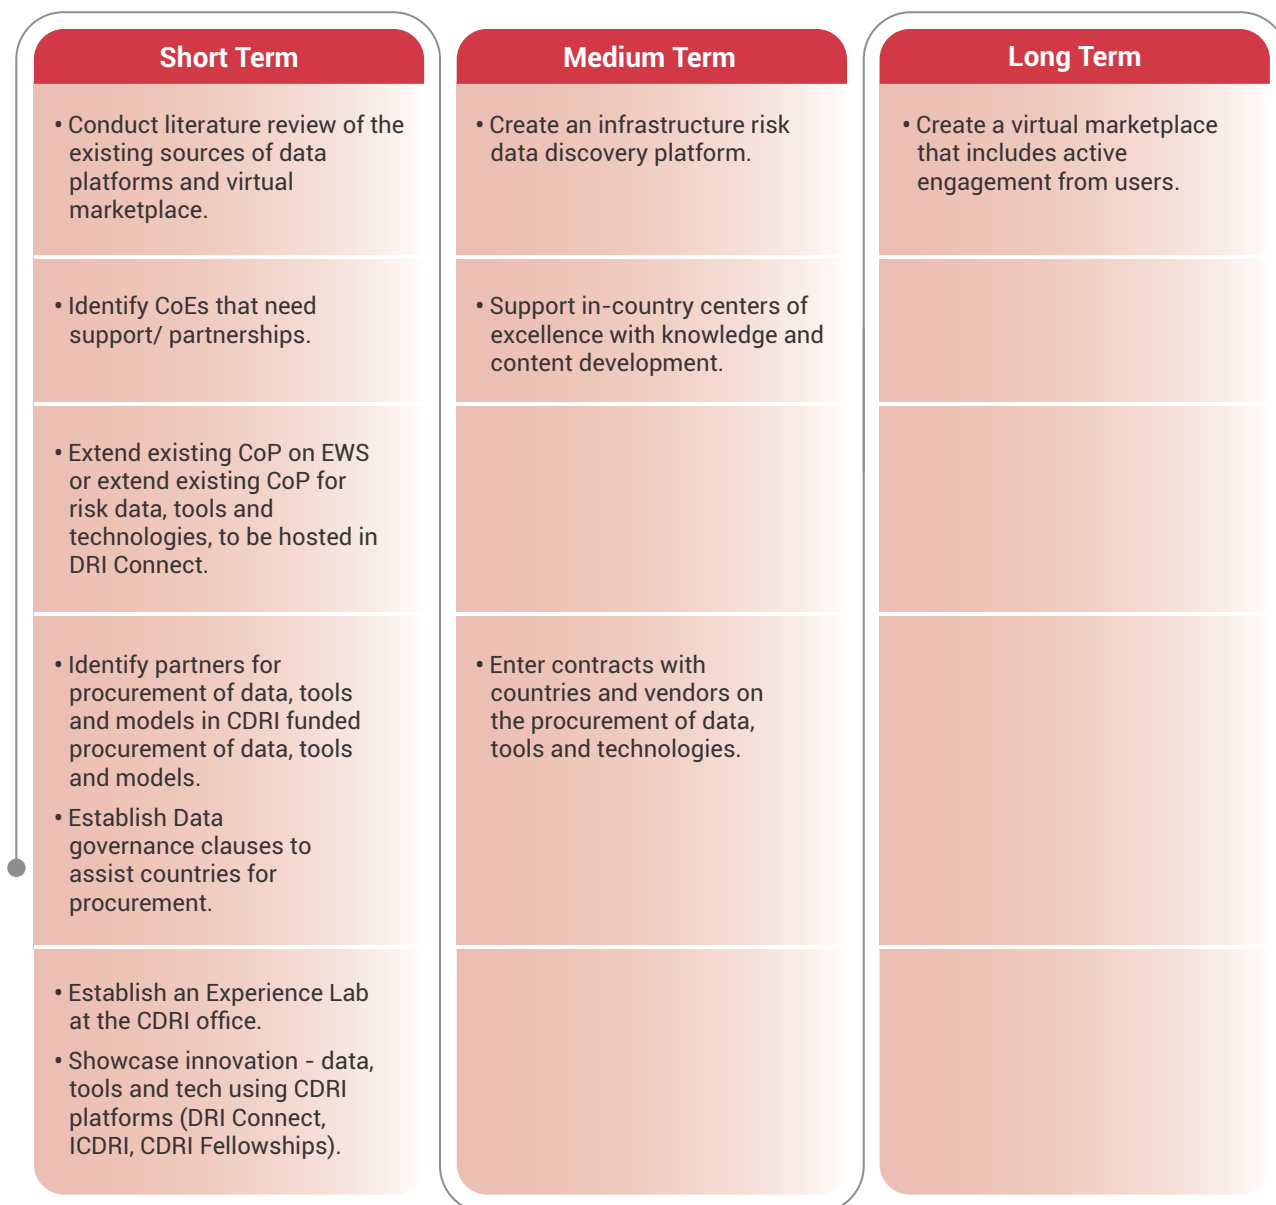 Short Term
• Conduct literature review of the
existing sources of data
platforms and virtual
marketplace.
• Identify CoEs that need
support/ partnerships.
• Extend existing CoP on EWS
or extend existing CoP for
risk data, tools and
technologies, to be hosted in
DRI Connect.
• Identify partners for
procurement of data, tools
and models in CDRI funded
procurement of data, tools
and models.
• Establish Data
governance clauses to
assist countries for
procurement.
• Establish an Experience Lab
at the CDRI office.
• Showcase innovation - data,
tools and tech using CDRI
platforms (DRI Connect,
ICDRI, CDRI Fellowships).
Medium Term
• Create an infrastructure risk
data discovery platform.
• Support in-country centers of
excellence with knowledge and
content development.
• Enter contracts with
countries and vendors on
the procurement of data,
tools and technologies.
Long Term
• Create a virtual marketplace
that includes active
engagement from users.